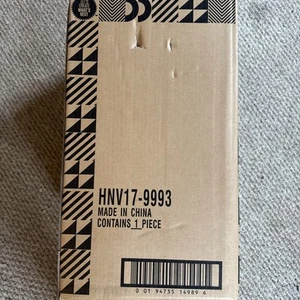 HNV17-9993
MADE IN CHINA
CONTAINS 1 PIECE
0 01 94735 14989 6